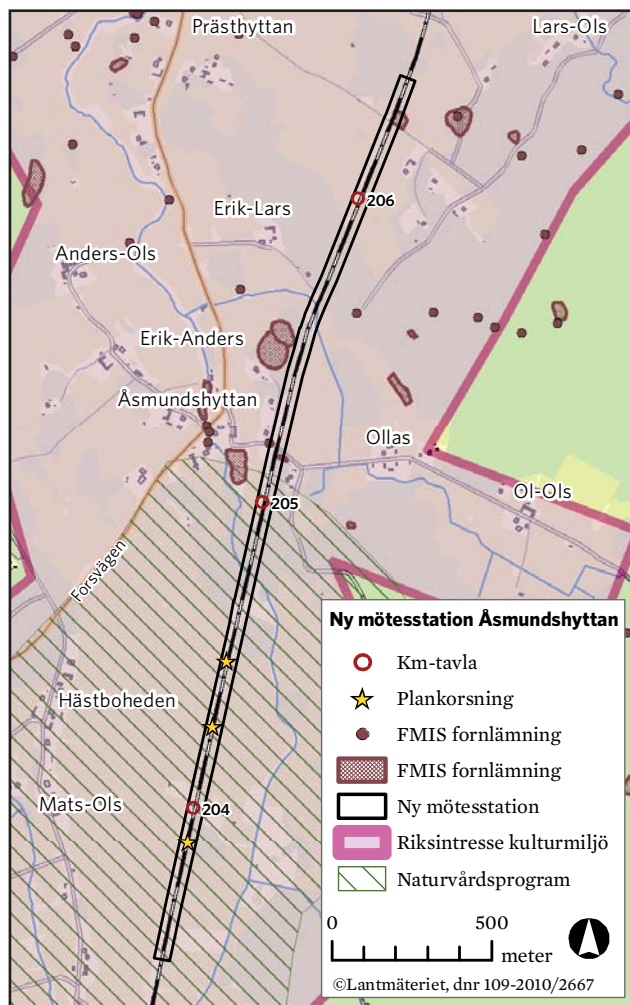 Prästhyttan
Lars-Ols
206
Erik-Lars
Anders-Ols
Erik-Anders
Åsmundshyttan
Ollas
Ol-Ols
205
Forsvägen
Hästboheden
Mats-Ols
204
Ny mötesstation Åsmundshyttan
Km-tavla
Plankorsning
FMIS fornlämning
FMIS fornlämning
Ny mötesstation
Riksintresse kulturmiljö
Naturvårdsprogram
0 500
meter
©Lantmäteriet, dnr 109-2010/2667